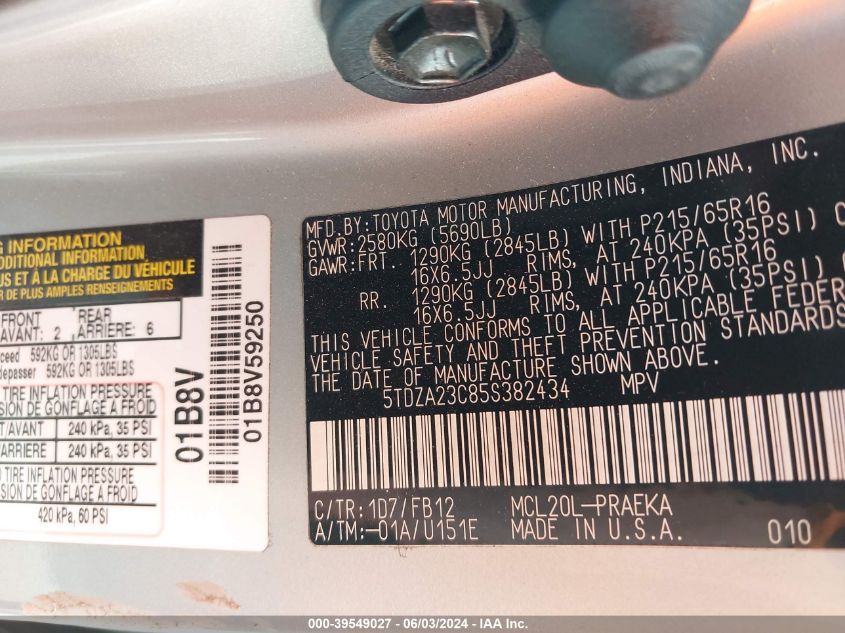 G INFORMATION
ADDITIONAL INFORMATION
US ET À LA CHARGE DU VÉHICULE
R DE PLUS AMPLES RENSEIGNEMENTS
FRONT REAR
AVANT: 2 ARRIERE: 6
ceed 592KG OR 1305LBS
depasser 592KG OR 1305LBS
TIRE INFLATION PRESSURE
DE GONFLAGE À FROID
T/AVANT 240 kPa, 35 PSI
ARRIERE 240 kPa, 35 PSI
TIRE INFLATION PRESSURE
SION DE GONFLAGE À FROID
420 kPa, 60 PSI
01B8V
01B8V59250
MFD.BY:TOYOTA MOTOR MANUFACTURING, INDIANA, INC.
GVWR:2580KG (5690LB)
GAWR:FRT. 1290KG (2845LB) WITH P215/65R16
16X6.5JJ RIMS, AT 240KPA (35PSI) C
RR. 1290KG (2845LB) WITH P215/65R16
16X6.5JJ RIMS, AT 240KPA (35PSI)
THIS VEHICLE CONFORMS TO ALL APPLICABLE FEDER
VEHICLE SAFETY AND THEFT PREVENTION STANDARDS
THE DATE OF MANUFACTURE SHOWN ABOVE.
5TDZA23C85S382434 MPV
C/TR:1D7/FB12 MCL20L-PRAEKA
A/TM:-01A/U151E MADE IN U.S.A. 010
000-39549027 - 06/03/2024 - IAA Inc.